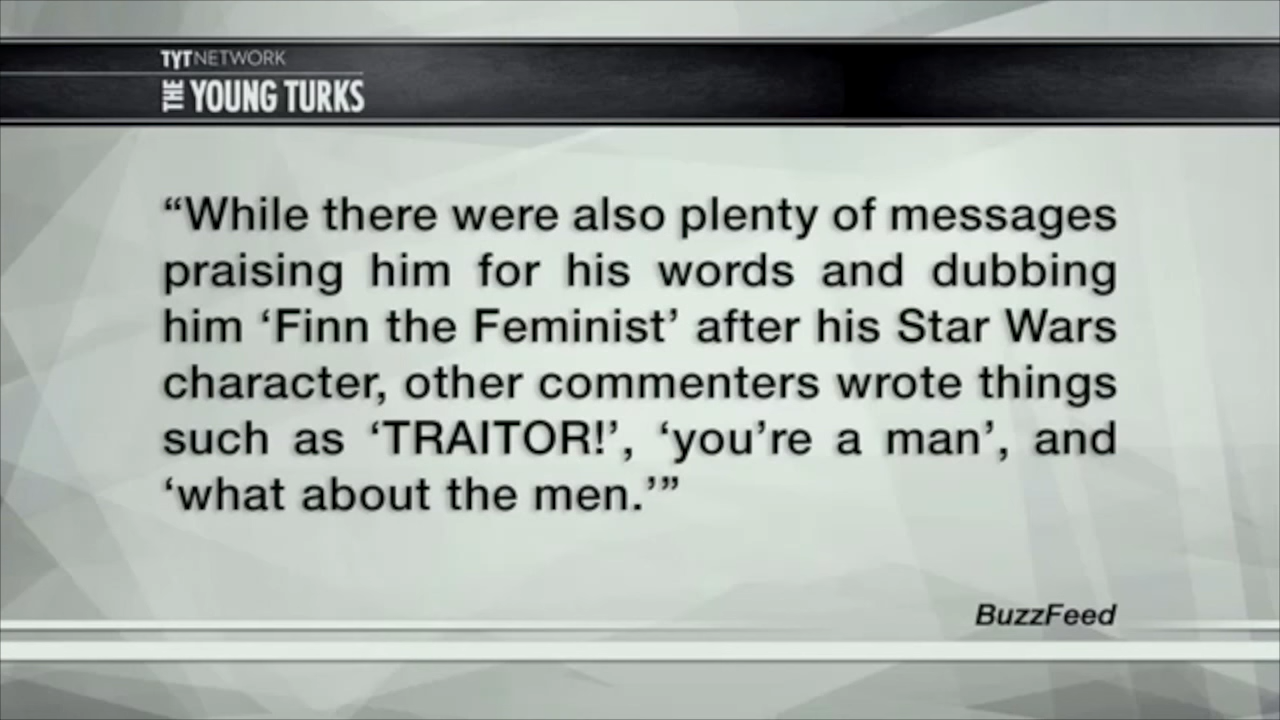 TYT NETWORK
THE YOUNG TURKS
“While there were also plenty of messages
praising him for his words and dubbing
him ‘Finn the Feminist’ after his Star Wars
character, other commenters wrote things
such as ‘TRAITOR!’, ‘you’re a man’, and
‘what about the men.’”
BuzzFeed